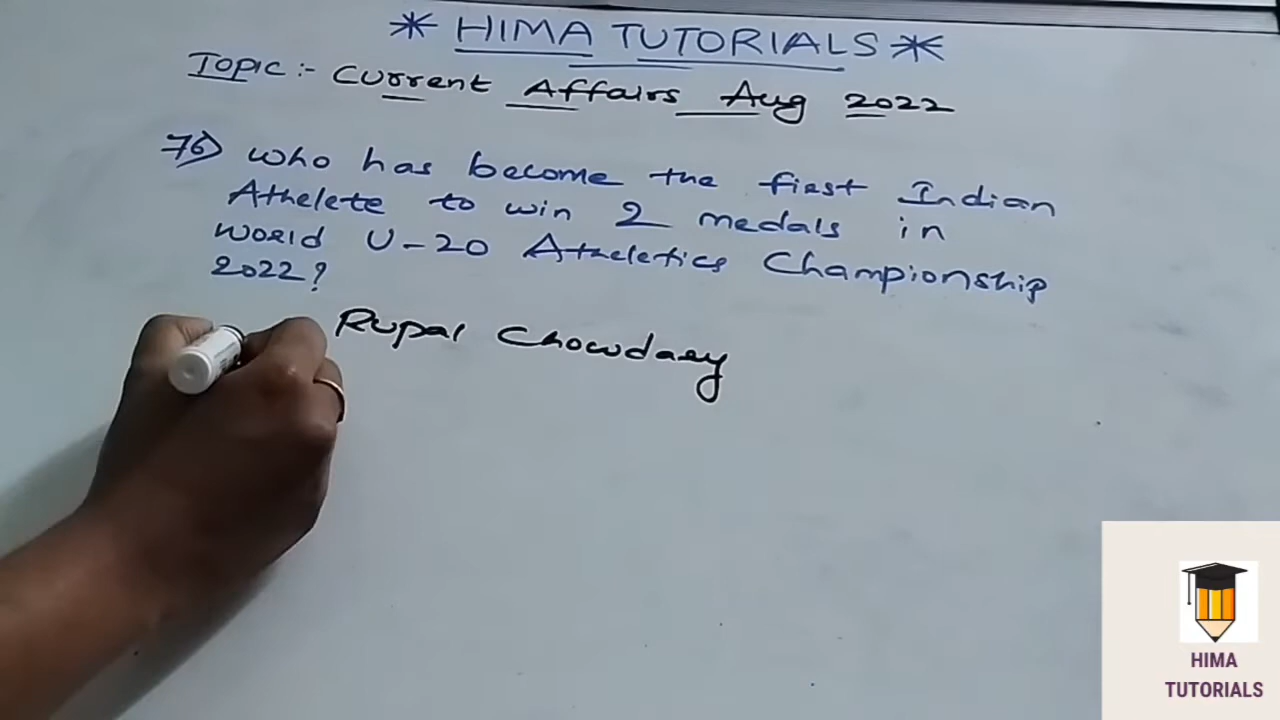 * HIMA TUTORIALS *
Topic:- Current Affairs Aug 2022
76) Who has become the first Indian
Athelete to win 2 medals in
World U-20 Atheletics Championship
2022?
Rupal Chowdary
HIMA
TUTORIALS